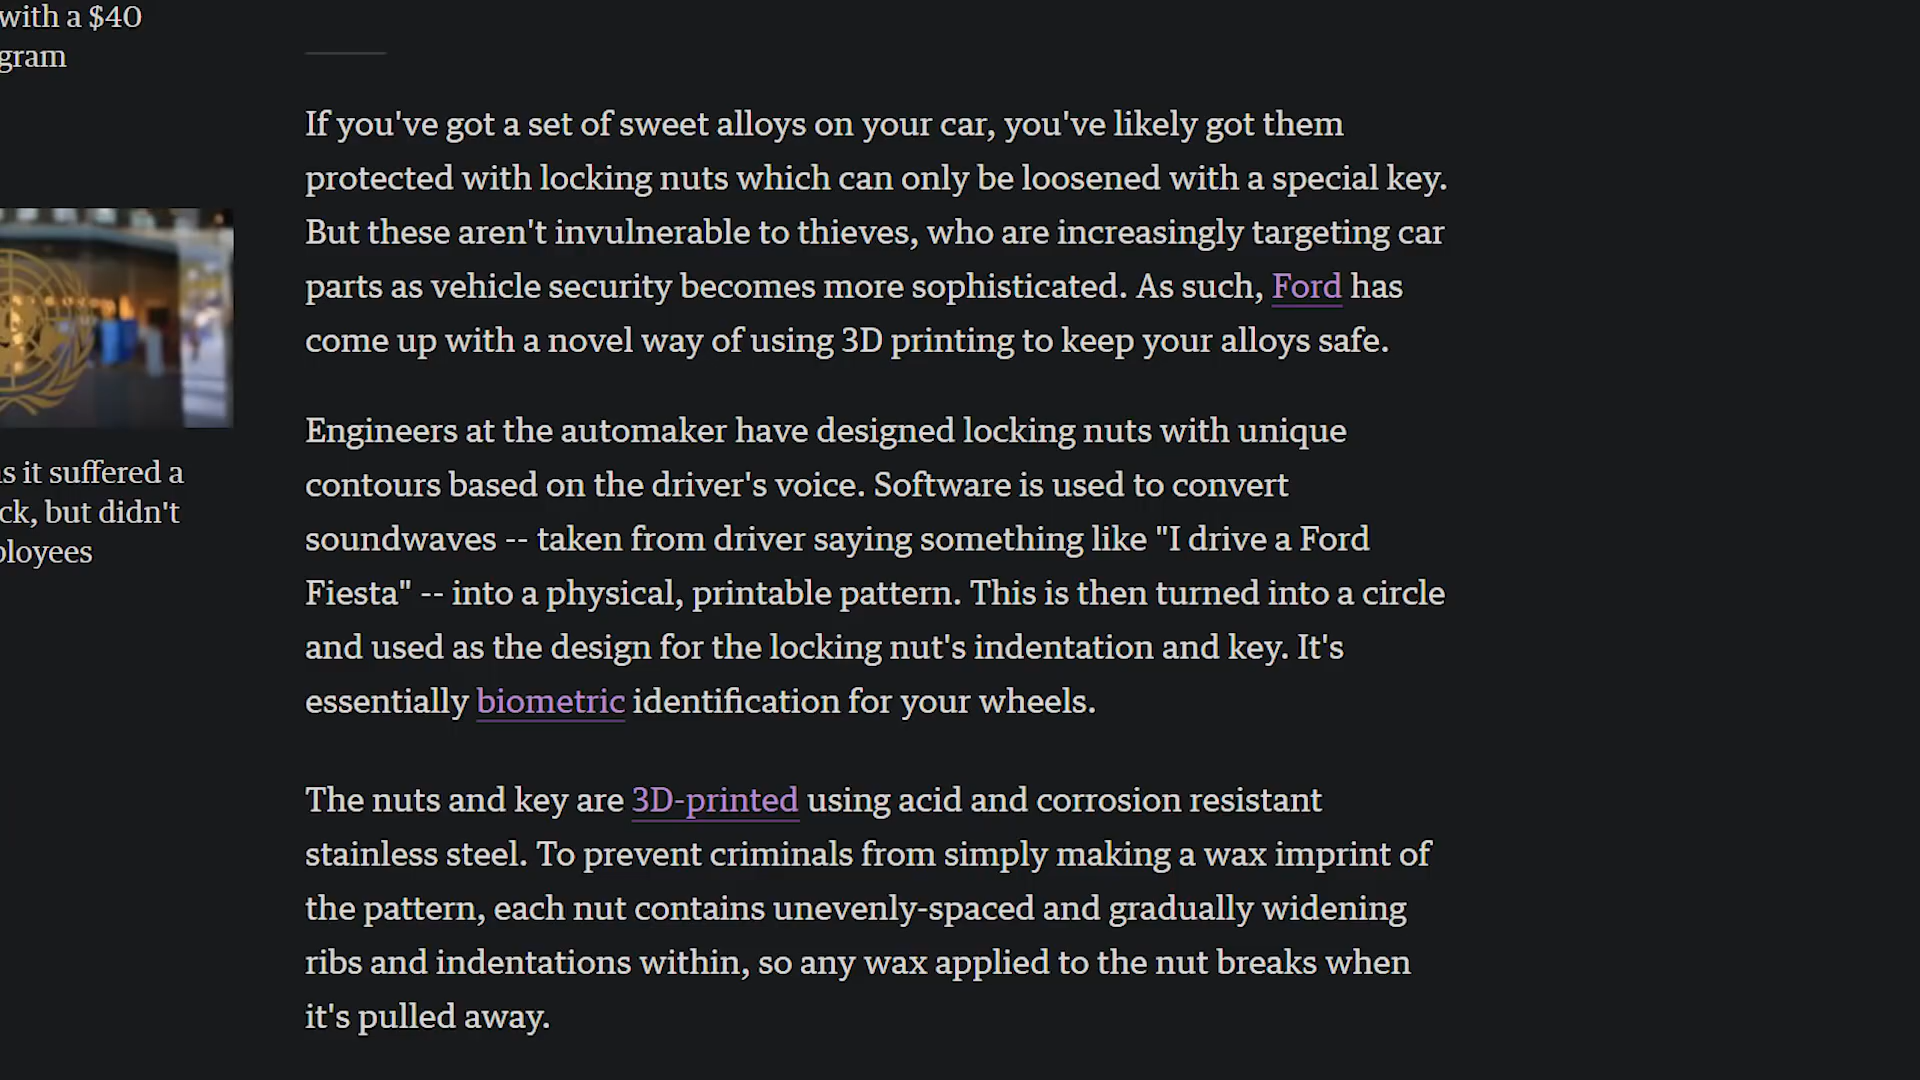 with a $40
gram
s it suffered a
ck, but didn't
ployees
If you've got a set of sweet alloys on your car, you've likely got them
protected with locking nuts which can only be loosened with a special key.
But these aren't invulnerable to thieves, who are increasingly targeting car
parts as vehicle security becomes more sophisticated. As such, Ford has
come up with a novel way of using 3D printing to keep your alloys safe.
Engineers at the automaker have designed locking nuts with unique
contours based on the driver's voice. Software is used to convert
soundwaves -- taken from driver saying something like "I drive a Ford
Fiesta" -- into a physical, printable pattern. This is then turned into a circle
and used as the design for the locking nut's indentation and key. It's
essentially biometric identification for your wheels.
The nuts and key are 3D-printed using acid and corrosion resistant
stainless steel. To prevent criminals from simply making a wax imprint of
the pattern, each nut contains unevenly-spaced and gradually widening
ribs and indentations within, so any wax applied to the nut breaks when
it's pulled away.